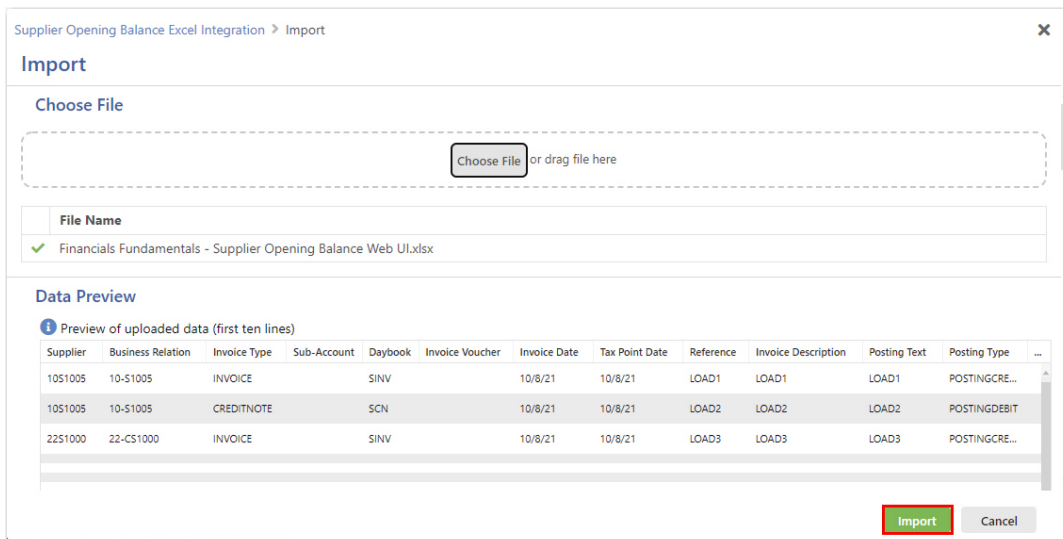 Supplier Opening Balance Excel Integration > Import
Import
Choose File
Choose File or drag file here
File Name
Financials Fundamentals - Supplier Opening Balance Web UI.xlsx
Data Preview
Preview of uploaded data (first ten lines)
Supplier Business Relation Invoice Type Sub-Account Daybook Invoice Voucher Invoice Date Tax Point Date Reference Invoice Description Posting Text Posting Type ...
10S1005 10-S1005 INVOICE SINV 10/8/21 10/8/21 LOAD1 LOAD1 LOAD1 POSTINGCRE...
10S1005 10-S1005 CREDITNOTE SCN 10/8/21 10/8/21 LOAD2 LOAD2 LOAD2 POSTINGDEBIT
22S1000 22-CS1000 INVOICE SINV 10/8/21 10/8/21 LOAD3 LOAD3 LOAD3 POSTINGCRE...
Import Cancel